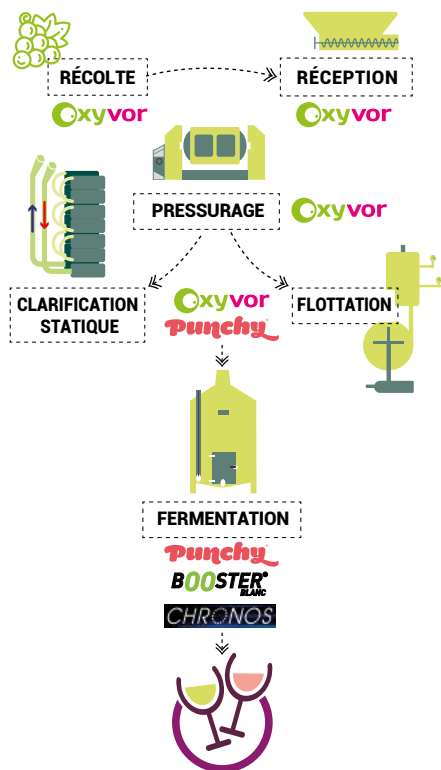 RÉCOLTE
RÉCEPTION
Oxyvor
Oxyvor
PRESSURAGE
Oxyvor
CLARIFICATION
STATIQUE
Oxyvor
Punchy
FLOTTATION
FERMENTATION
Punchy
BOOSTER
BLANC
CHRONOS